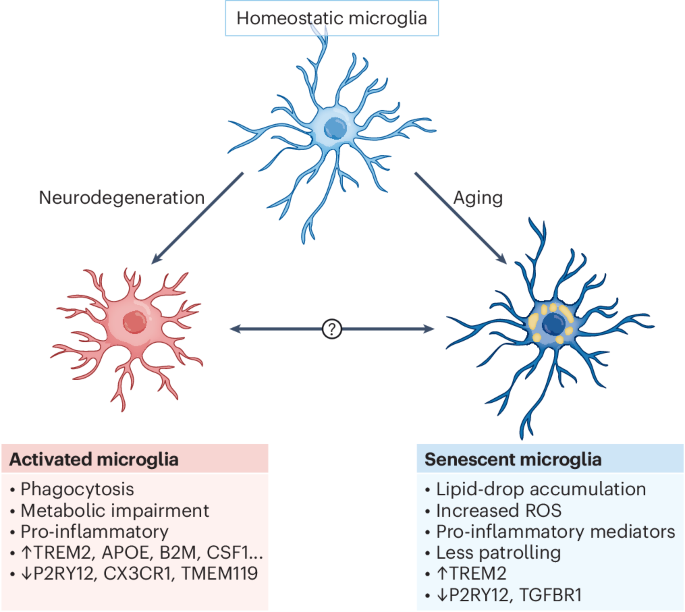 Homeostatic microglia
Neurodegeneration
Aging
?
Activated microglia
• Phagocytosis
• Metabolic impairment
• Pro-inflammatory
• ↑TREM2, APOE, B2M, CSF1...
• ↓P2RY12, CX3CR1, TMEM119
Senescent microglia
• Lipid-drop accumulation
• Increased ROS
• Pro-inflammatory mediators
• Less patrolling
• ↑TREM2
• ↓P2RY12, TGFBR1